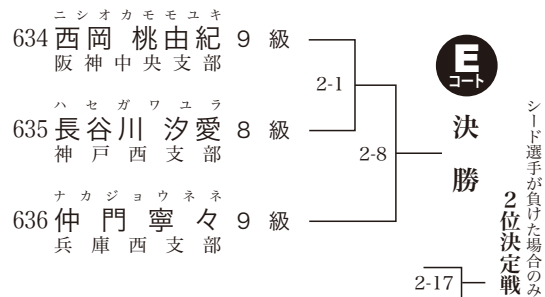 ニシオカモモユキ
634 西岡 桃由紀 9 級
阪神中央支部
ハセガワユラ
635 長谷川 汐愛 8 級
神戸西支部
ナカジョウネネ
636 仲門寧々 9 級
兵庫西支部
2-1
2-8
E
コート
決勝
シード選手が負けた場合のみ
2位決定戦
2-17